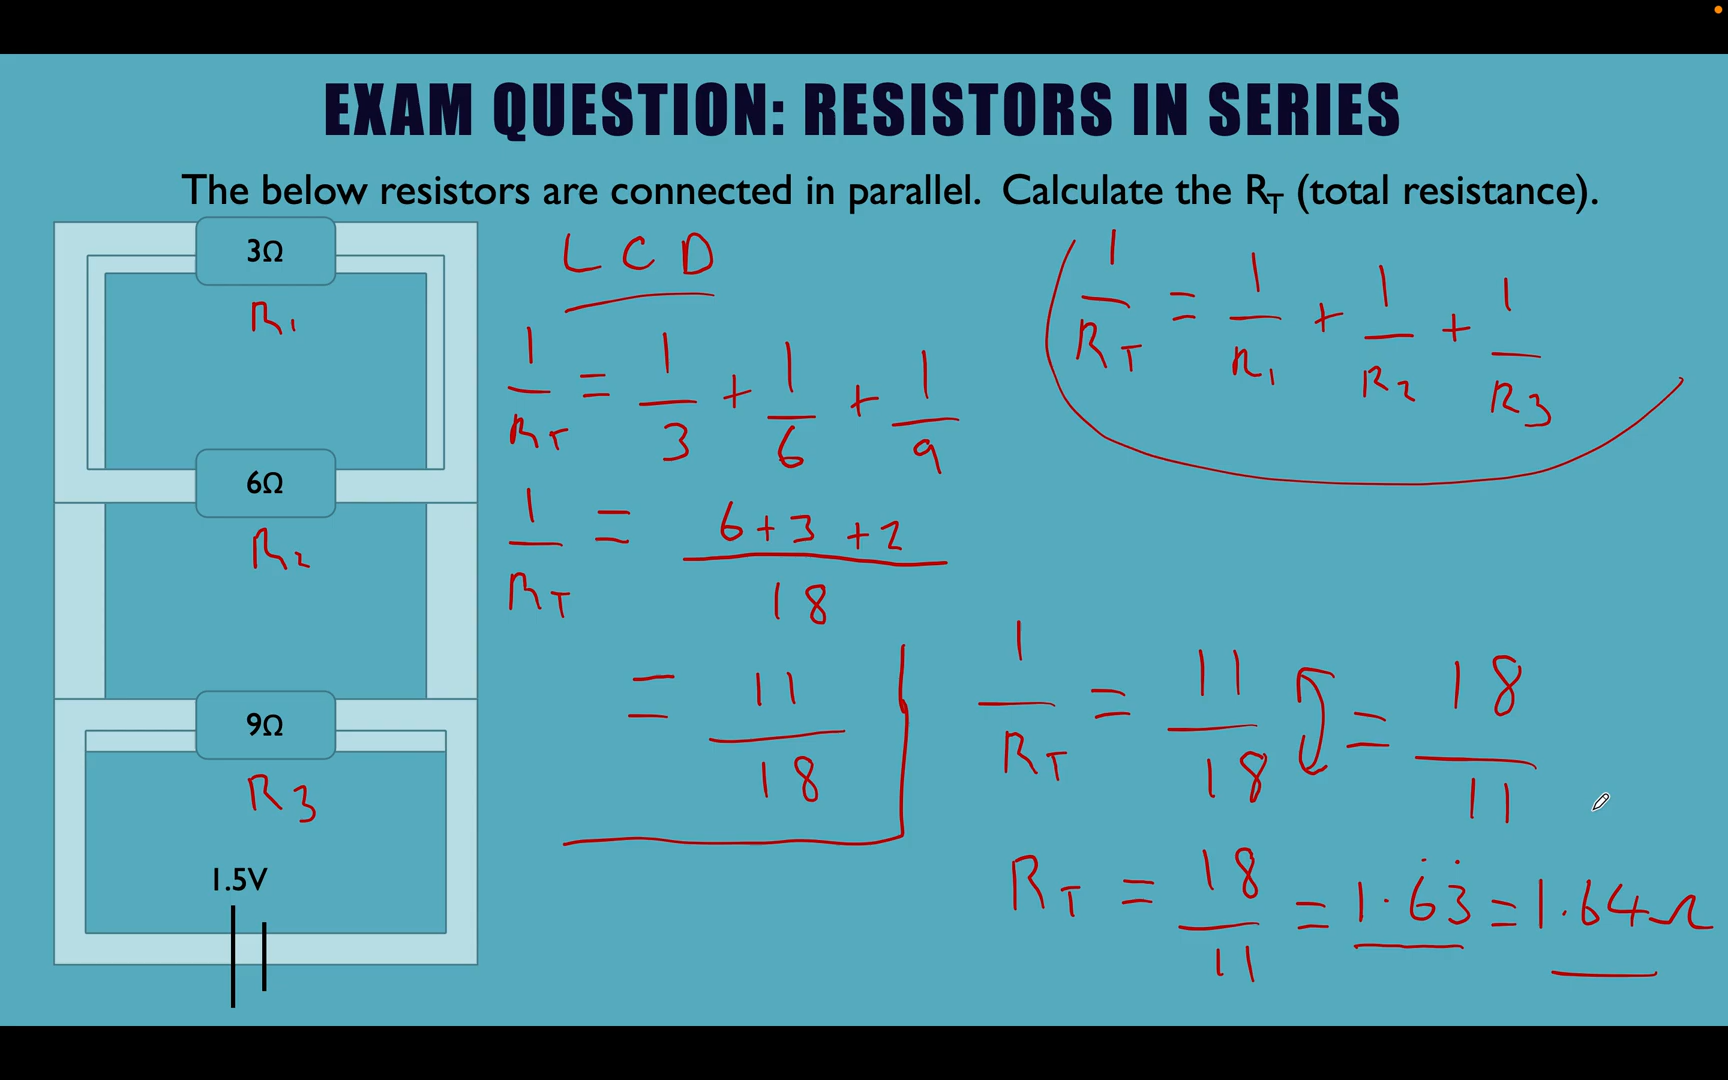 EXAM QUESTION: RESISTORS IN SERIES
The below resistors are connected in parallel. Calculate the R_T (total resistance).
3Ω
R1
6Ω
R2
9Ω
R3
1.5V
LCD
1/RT = 1/3 + 1/6 + 1/9
1/RT = (6+3+2)/18
= 11/18
1/RT = 1/R1 + 1/R2 + 1/R3
1/RT = 11/18 = 18/11
RT = 18/11 = 1.6̇3̇ = 1.64Ω